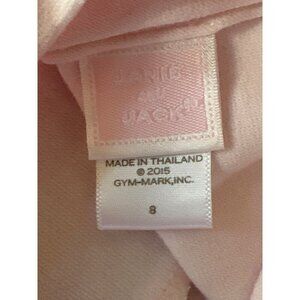 JANIE
AND
JACK
MADE IN THAILAND
© 2015
GYM-MARK,INC.
8